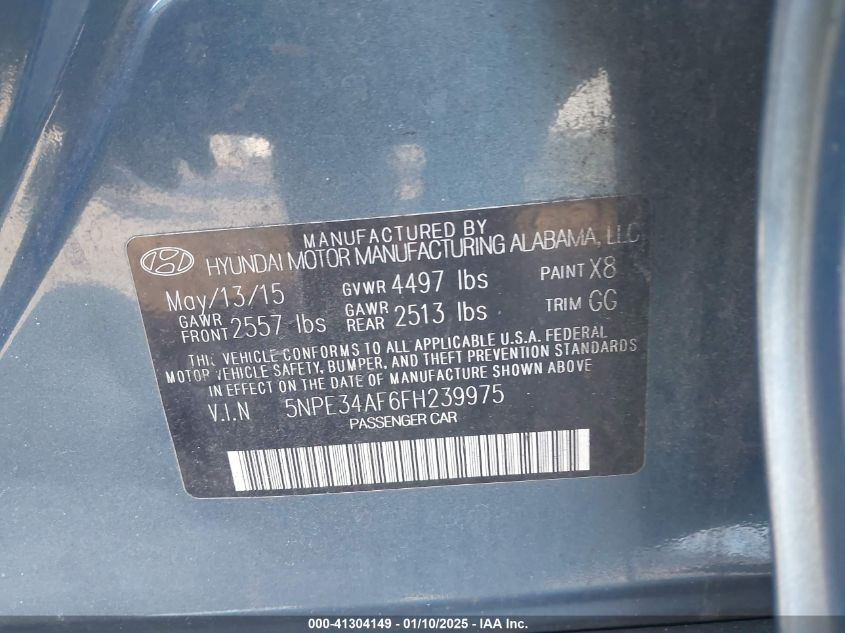 MANUFACTURED BY
HYUNDAI MOTOR MANUFACTURING ALABAMA, LLC
May/13/15 GVWR 4497 lbs PAINT X8
GAWR FRONT 2557 lbs GAWR REAR 2513 lbs TRIM GG
THIS VEHICLE CONFORMS TO ALL APPLICABLE U.S.A. FEDERAL
MOTOR VEHICLE SAFETY, BUMPER, AND THEFT PREVENTION STANDARDS
IN EFFECT ON THE DATE OF MANUFACTURE SHOWN ABOVE.
V.I.N 5NPE34AF6FH239975
PASSENGER CAR
000-41304149 - 01/10/2025 - IAA Inc.